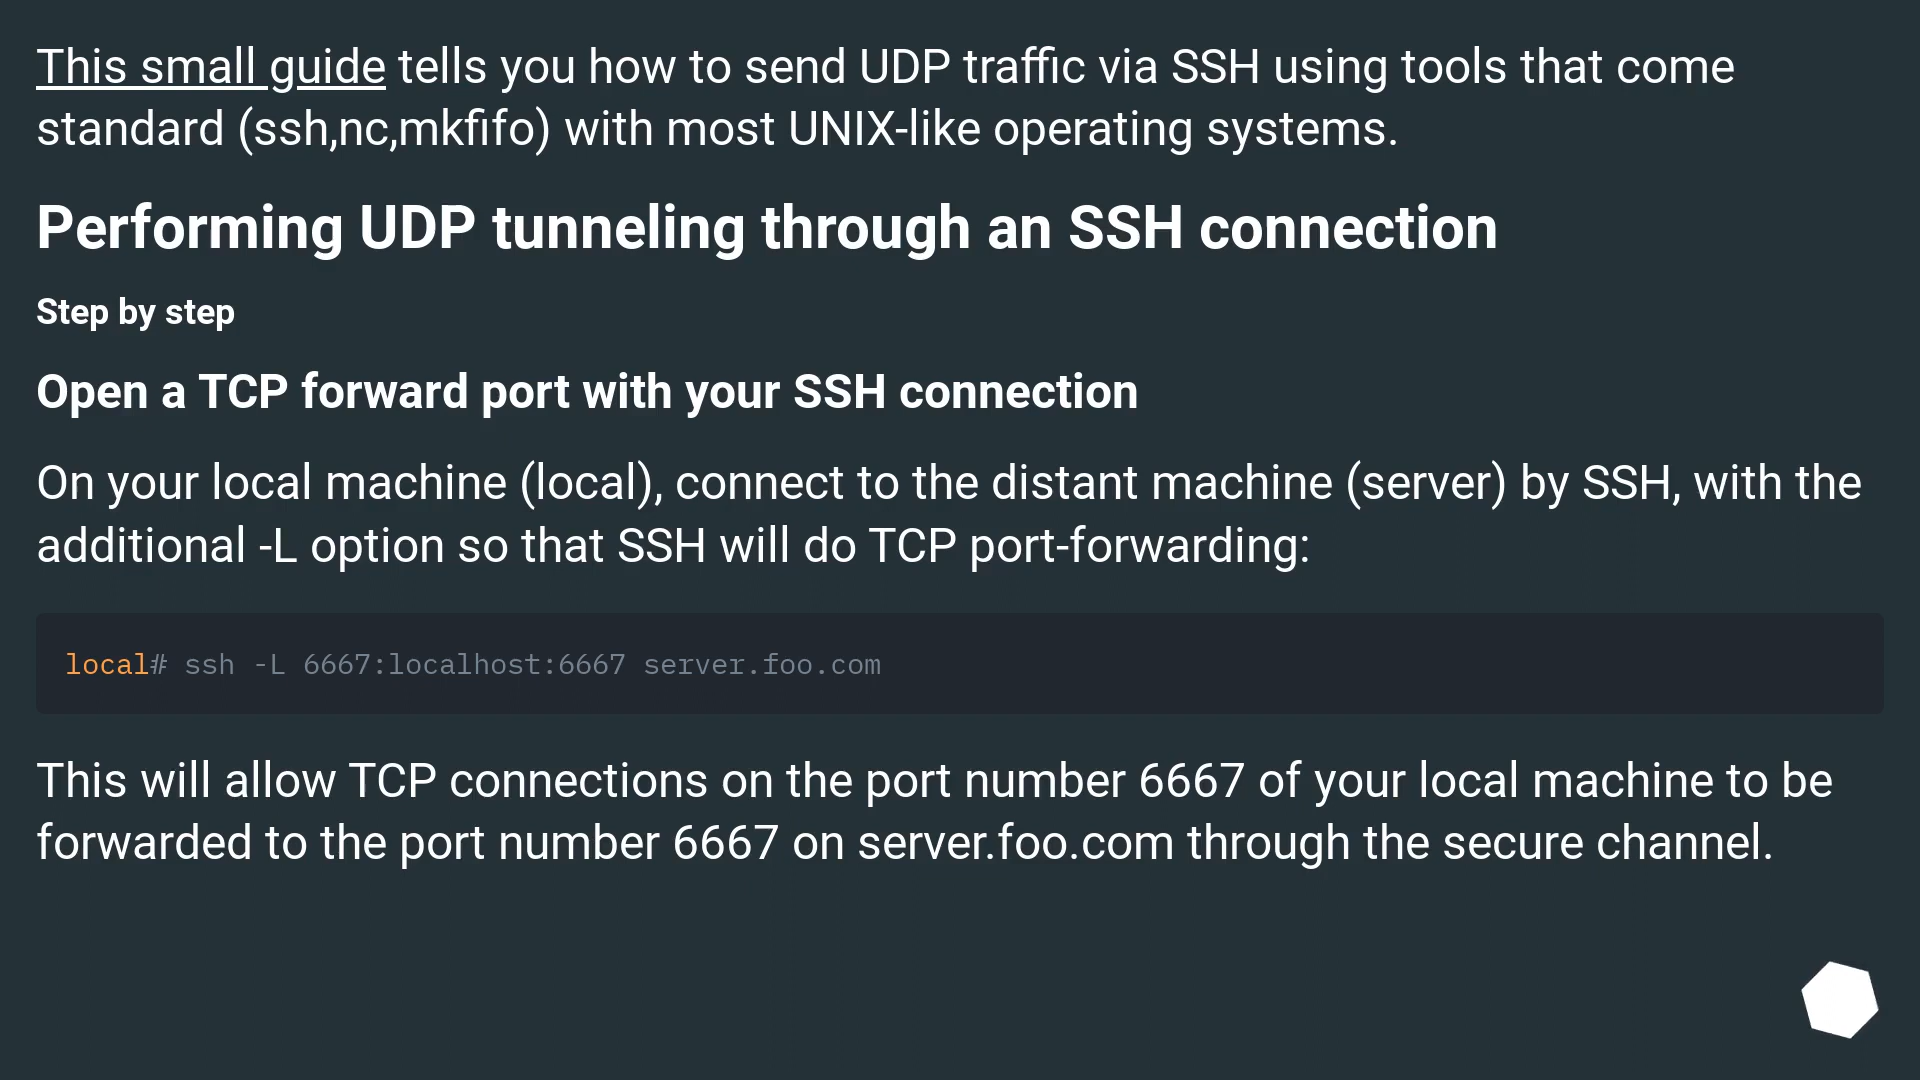 This small guide tells you how to send UDP traffic via SSH using tools that come
standard (ssh,nc,mkfifo) with most UNIX-like operating systems.
Performing UDP tunneling through an SSH connection
Step by step
Open a TCP forward port with your SSH connection
On your local machine (local), connect to the distant machine (server) by SSH, with the
additional -L option so that SSH will do TCP port-forwarding:
local# ssh -L 6667:localhost:6667 server.foo.com
This will allow TCP connections on the port number 6667 of your local machine to be
forwarded to the port number 6667 on server.foo.com through the secure channel.